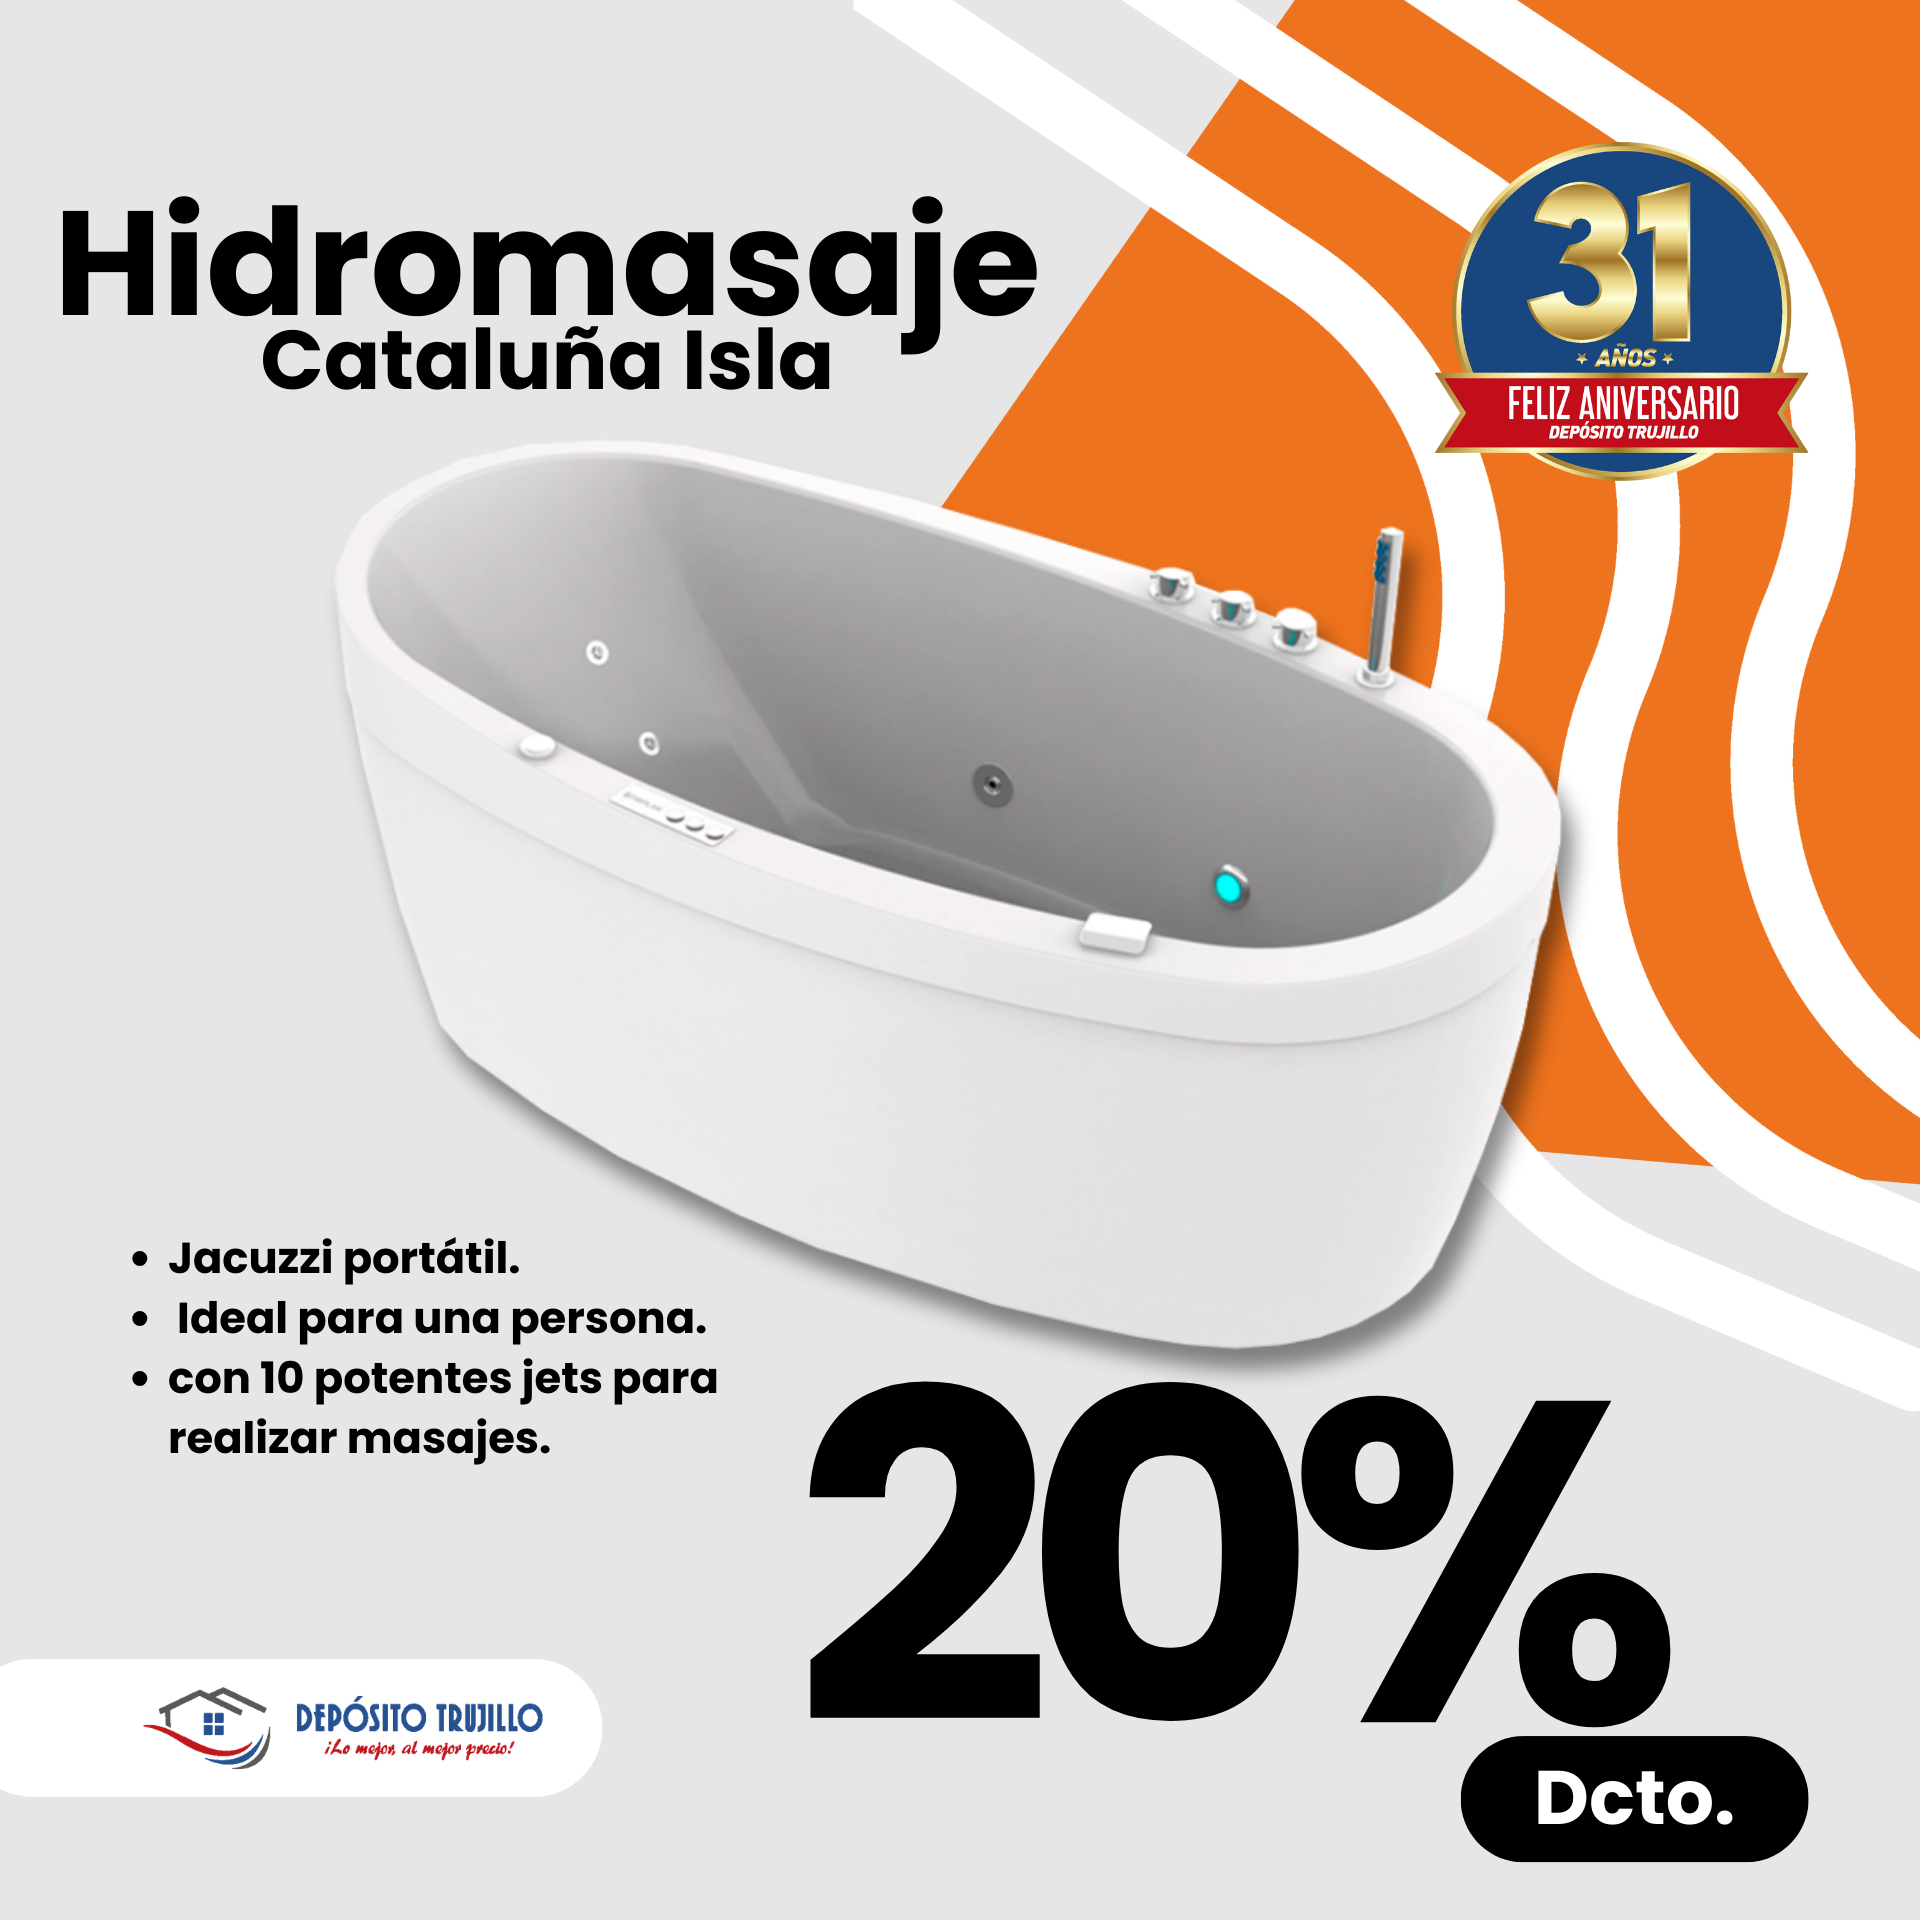 Hidromasaje
Cataluña Isla
31
AÑOS
FELIZ ANIVERSARIO
DEPÓSITO TRUJILLO
• Jacuzzi portátil.
• Ideal para una persona.
• con 10 potentes jets para
realizar masajes.
20%
Dcto.
DEPÓSITO TRUJILLO
¡Lo mejor, al mejor precio!